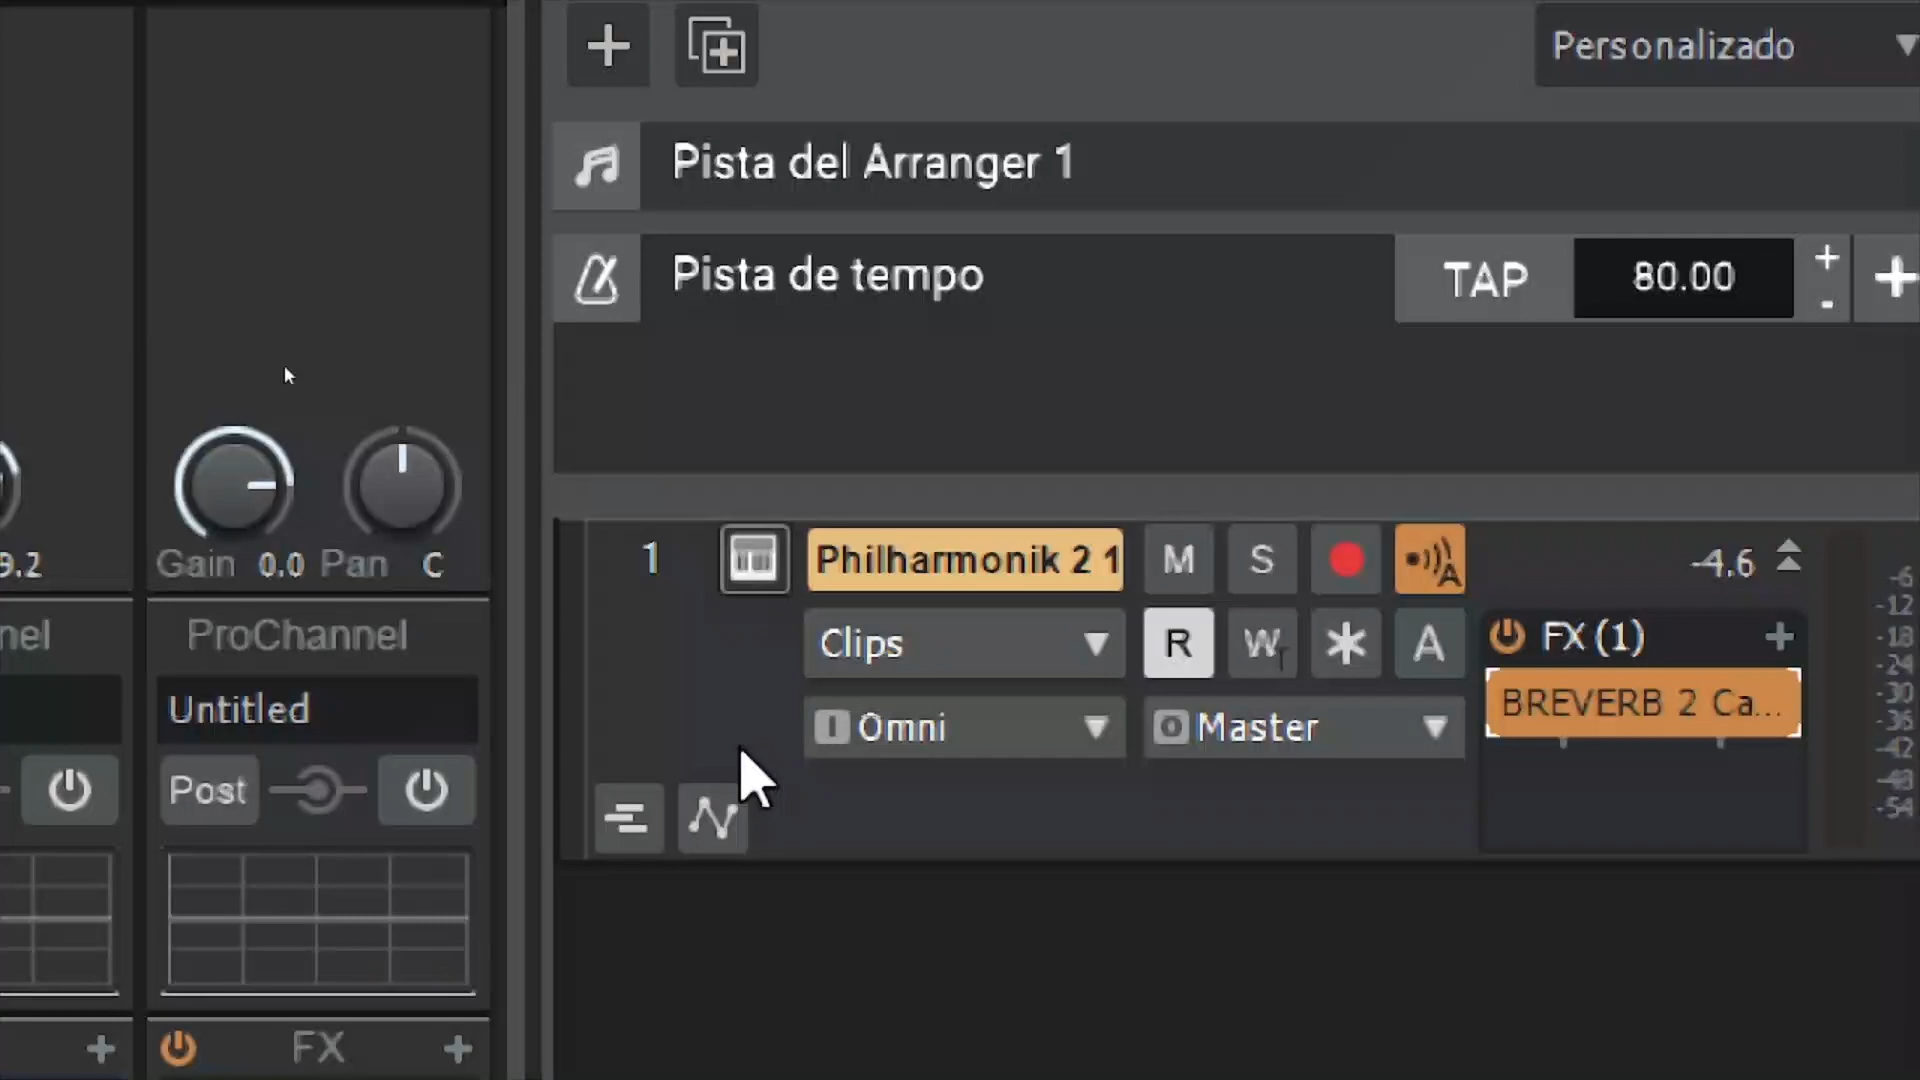 Personalizado
Pista del Arranger 1
Pista de tempo
TAP 80.00 + - +
9.2
Gain 0.0 Pan C
1 Philharmonik 2 1 M S A -4.6
Clips R W * A FX (1) +
BREVERB 2 Ca...
I Omni O Master
-6
-12
-18
-24
-30
-36
-42
-48
-54
nel
ProChannel
Untitled
Post
+ FX +